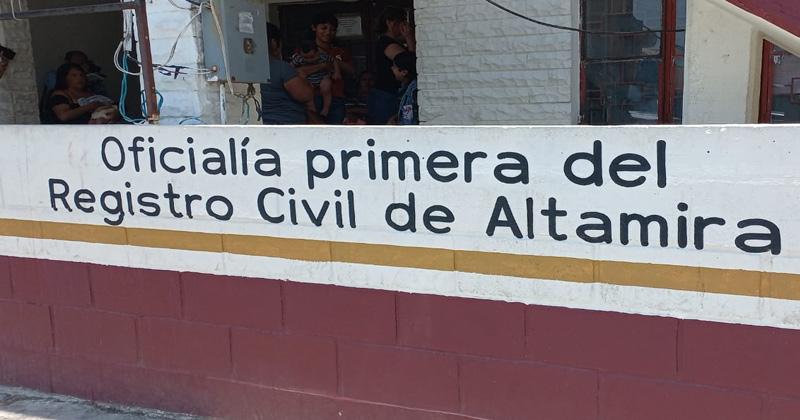 Oficialía primera del
Registro Civil de Altamira